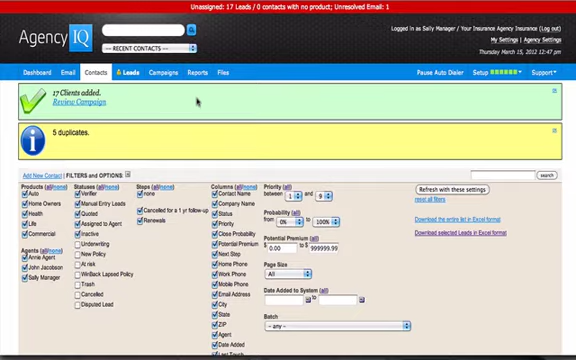 Unassigned: 17 Leads / 0 contacts with no product; Unresolved Email: 1
Agency IQ
-- RECENT CONTACTS --
Logged in as Sally Manager / Your Insurance Agency Insurance (Log out)
My Settings | Agency Settings
Thursday March 15, 2012 12:47 pm
Dashboard Email Contacts Leads Campaigns Reports Files Pause Auto Dialer Setup Support
17 Clients added.
Review Campaign
5 duplicates.
Add New Contact FILTERS and OPTIONS: search
Products (all/none)
Auto
Home Owners
Health
Life
Commercial
Agents (all/none)
Annie Agent
John Jacobson
Sally Manager
Statuses (all/none)
Verifier
Manual Entry Leads
Quoted
Assigned to Agent
Inactive
Underwriting
New Policy
At risk
WinBack Lapsed Policy
Trash
Cancelled
Disputed Lead
Steps (all/none)
none
Cancelled for a 1 yr follow-up
Renewals
Columns (all/none)
Contact Name
Company Name
Status
Priority
Close Probability
Potential Premium
Next Step
Home Phone
Work Phone
Mobile Phone
Email Address
City
State
ZIP
Agent
Date Added
Last Touch
Priority (all)
between 1 and 9
Probability (all)
from 0% to 100%
Potential Premium (all)
$ 0.00 $ 999999.99
Page Size
All
Date Added to System (all)
to
Batch
-- any --
Refresh with these settings
reset all filters
Download the entire list in Excel format
Download selected Leads in Excel format